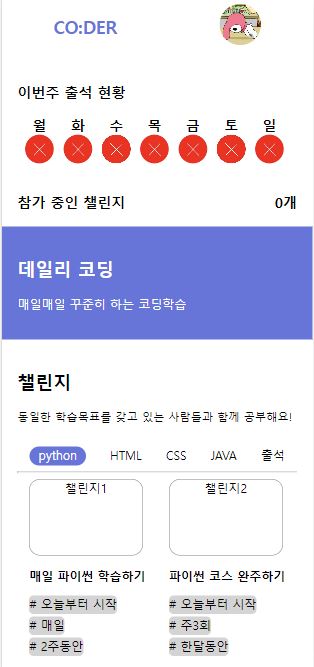 CO:DER
이번주 출석 현황
월 화 수 목 금 토 일
참가 중인 챌린지 0개
데일리 코딩
매일매일 꾸준히 하는 코딩학습
챌린지
동일한 학습목표를 갖고 있는 사람들과 함께 공부해요!
python HTML CSS JAVA 출석
챌린지1 챌린지2
매일 파이썬 학습하기 파이썬 코스 완주하기
# 오늘부터 시작 # 오늘부터 시작
# 매일 # 주3회
# 2주동안 # 한달동안